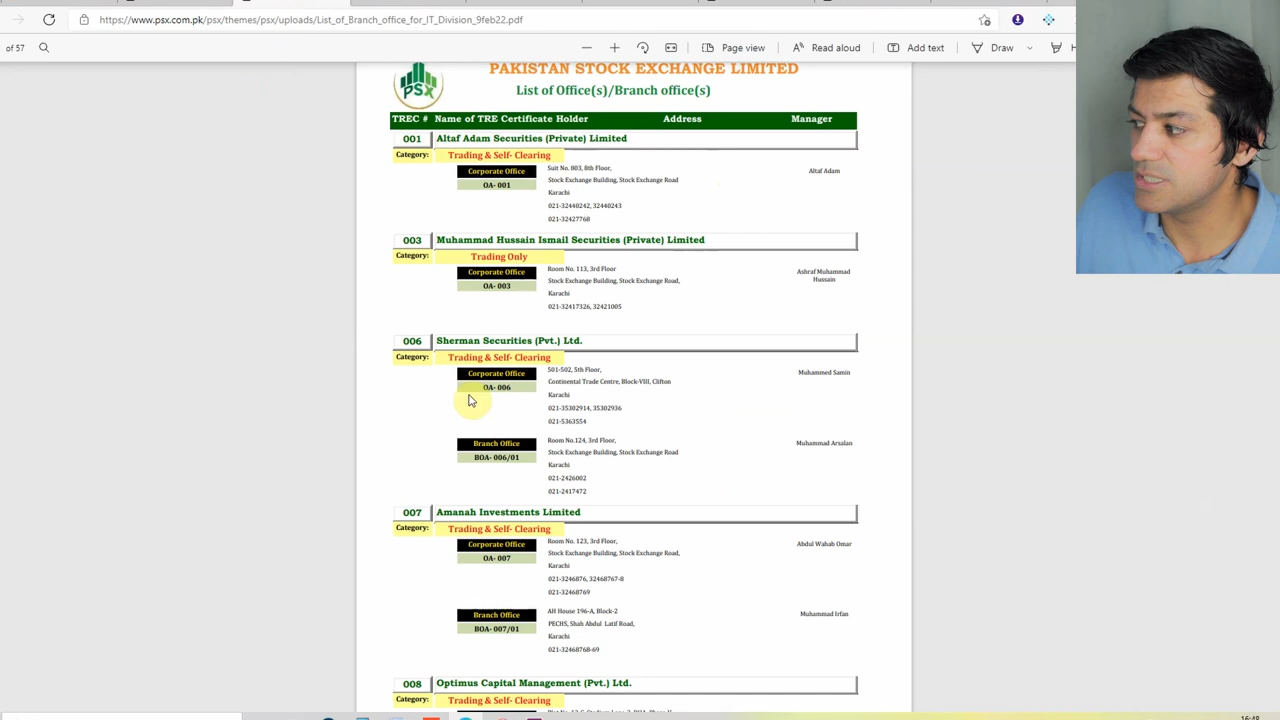 https://www.psx.com.pk/psx/themes/psx/uploads/List_of_Branch_office_for_IT_Division_9feb22.pdf
of 57
Page view
Read aloud
Add text
Draw
PSX
PAKISTAN STOCK EXCHANGE LIMITED
List of Office(s)/Branch office(s)
TREC # Name of TRE Certificate Holder Address Manager
001 Altaf Adam Securities (Private) Limited
Category: Trading & Self- Clearing
Corporate Office Suit No. 803, 8th Floor, Altaf Adam
OA- 001 Stock Exchange Building, Stock Exchange Road
Karachi
021-32440242, 32440243
021-32427768
003 Muhammad Hussain Ismail Securities (Private) Limited
Category: Trading Only
Corporate Office Room No. 113, 3rd Floor Ashraf Muhammad
OA- 003 Stock Exchange Building, Stock Exchange Road, Hussain
Karachi
021-32417326, 32421005
006 Sherman Securities (Pvt.) Ltd.
Category: Trading & Self- Clearing
Corporate Office 501-502, 5th Floor, Muhammed Samin
OA- 006 Continental Trade Centre, Block-VIII, Clifton
Karachi
021-35302914, 35302936
021-5363554
Branch Office Room No.124, 3rd Floor, Muhammad Arsalan
BOA- 006/01 Stock Exchange Building, Stock Exchange Road
Karachi
021-2426002
021-2417472
007 Amanah Investments Limited
Category: Trading & Self- Clearing
Corporate Office Room No. 123, 3rd Floor, Abdul Wahab Omar
OA- 007 Stock Exchange Building, Stock Exchange Road,
Karachi
021-3246876, 32468767-8
021-32468769
Branch Office AH House 196-A, Block-2 Muhammad Irfan
BOA- 007/01 PECHS, Shah Abdul Latif Road,
Karachi
021-32468768-69
008 Optimus Capital Management (Pvt.) Ltd.
Category: Trading & Self- Clearing